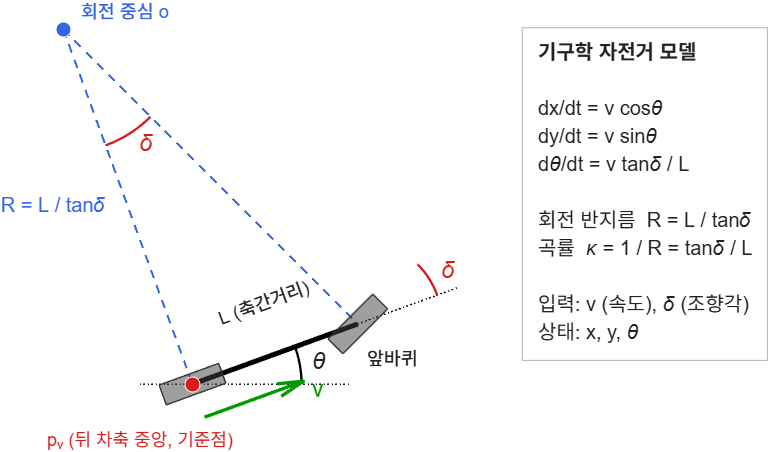 회전 중심 o
δ
R = L / tanδ
L (축간거리)
δ
θ
앞바퀴
v
pᵥ (뒤 차축 중앙, 기준점)
기구학 자전거 모델
dx/dt = v cosθ
dy/dt = v sinθ
dθ/dt = v tanδ / L
회전 반지름 R = L / tanδ
곡률 κ = 1 / R = tanδ / L
입력: v (속도), δ (조향각)
상태: x, y, θ